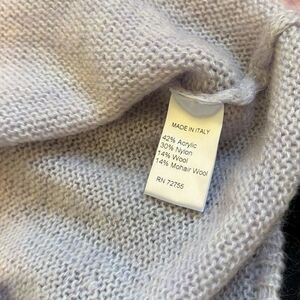 MADE IN ITALY
42% Acrylic
30% Nylon
14% Wool
14% Mohair Wool
RN 72755